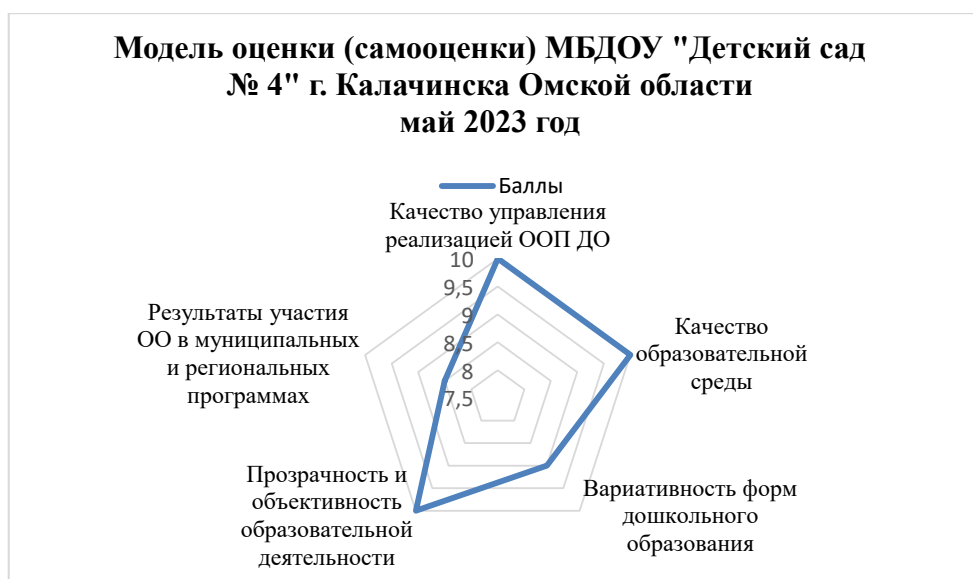 Модель оценки (самооценки) МБДОУ "Детский сад
№ 4" г. Калачинска Омской области
май 2023 год
Баллы
Качество управления
реализацией ООП ДО
10
9,5
9
8,5
8
7,5
Качество
образовательной
среды
Вариативность форм
дошкольного
образования
Прозрачность и
объективность
образовательной
деятельности
Результаты участия
ОО в муниципальных
и региональных
программах